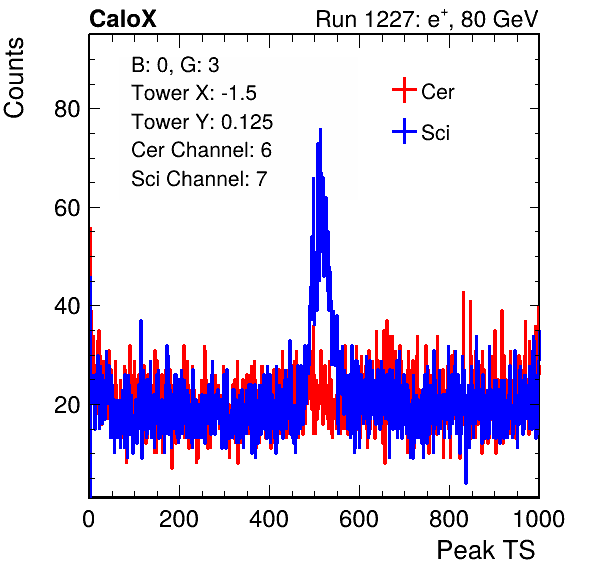 CaloX Run 1227: e+, 80 GeV
Counts
B: 0, G: 3
Tower X: -1.5
Tower Y: 0.125
Cer Channel: 6
Sci Channel: 7
Cer
Sci
80
60
40
20
0 200 400 600 800 1000
Peak TS